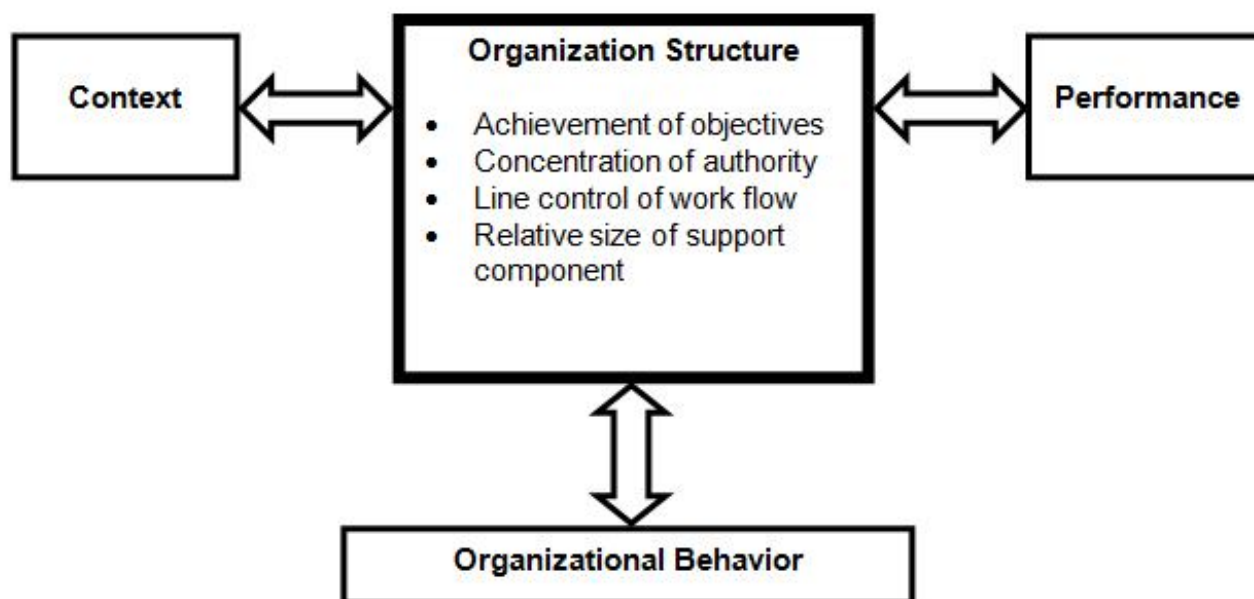 Organization Structure
Context
Performance
• Achievement of objectives
• Concentration of authority
• Line control of work flow
• Relative size of support
component
Organizational Behavior